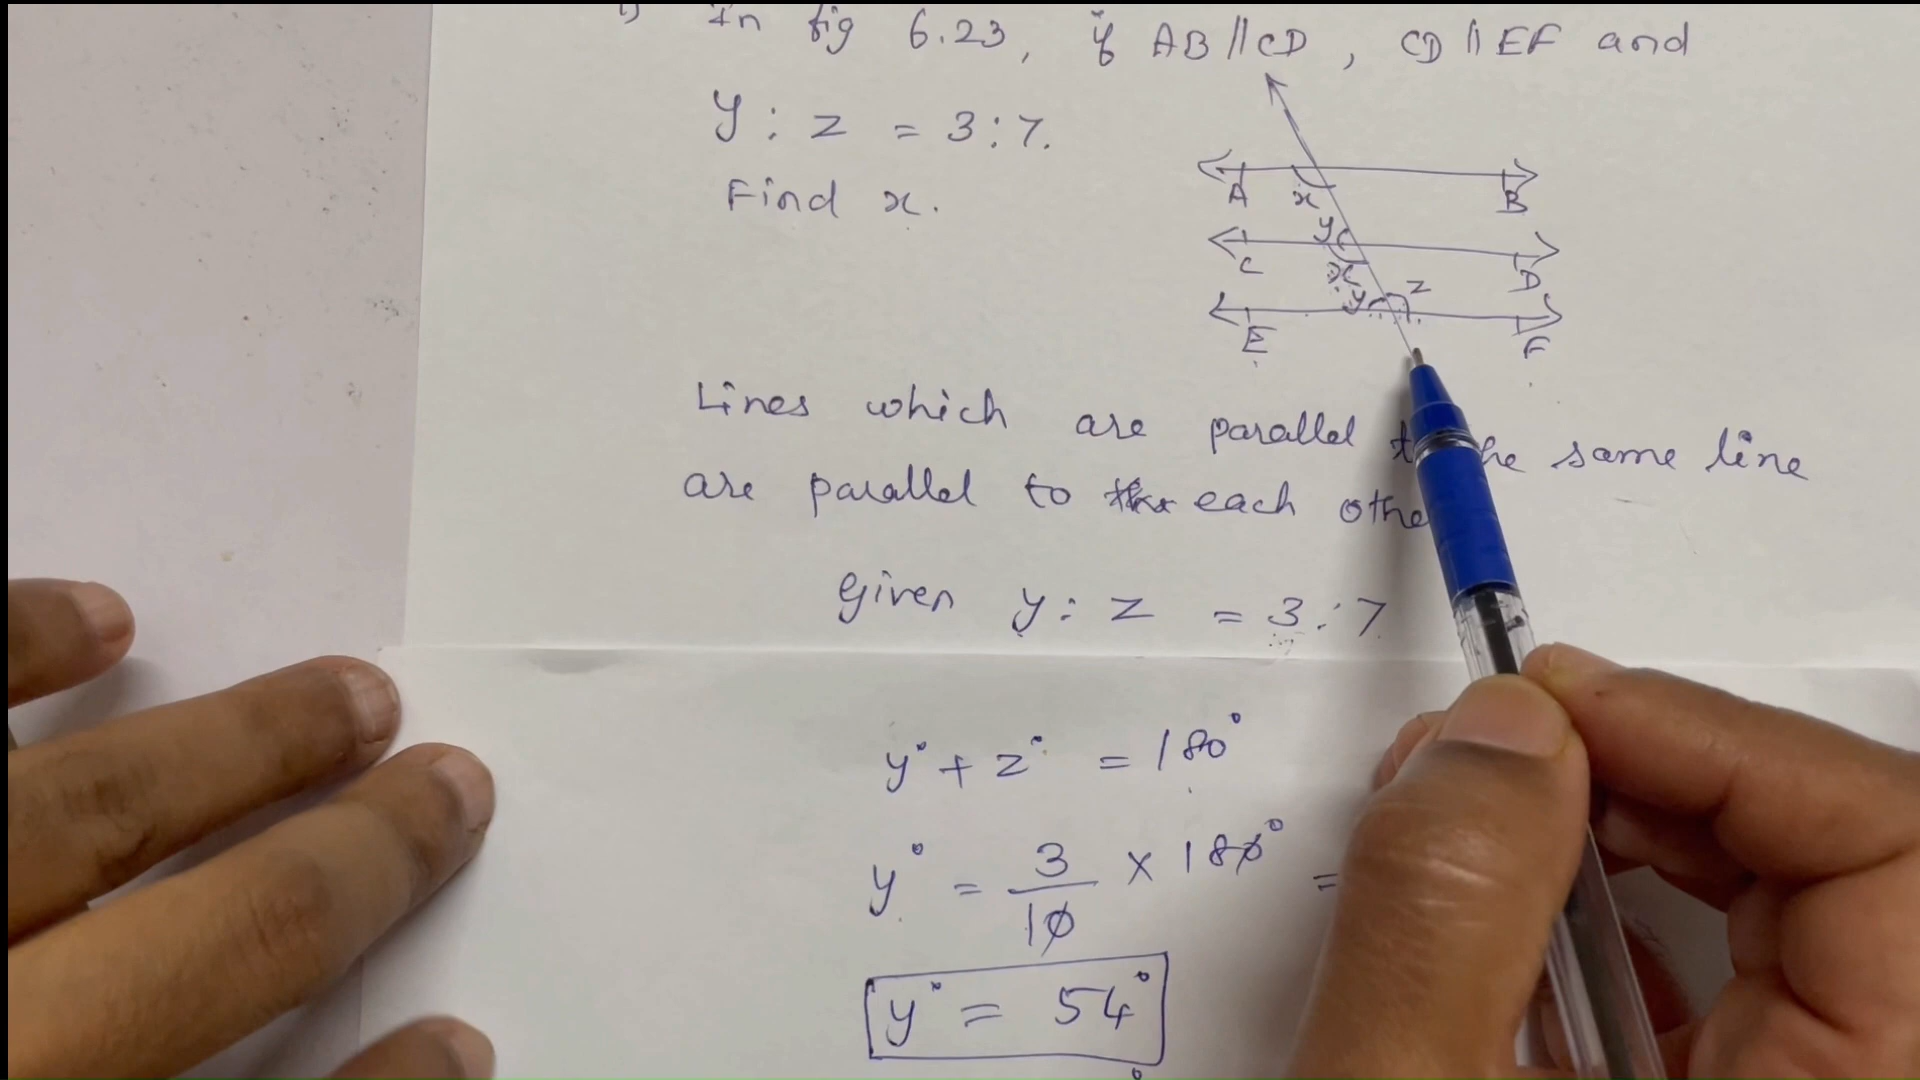 1) In fig 6.23, if AB || CD, CD || EF and
y : z = 3 : 7.
Find x.
A x B
y
C x D
y z
E F
Lines which are parallel the same line
are parallel to each
Given y : z = 3 : 7
y° + z° = 180°
y° = 3/10 × 180° =
y° = 54°